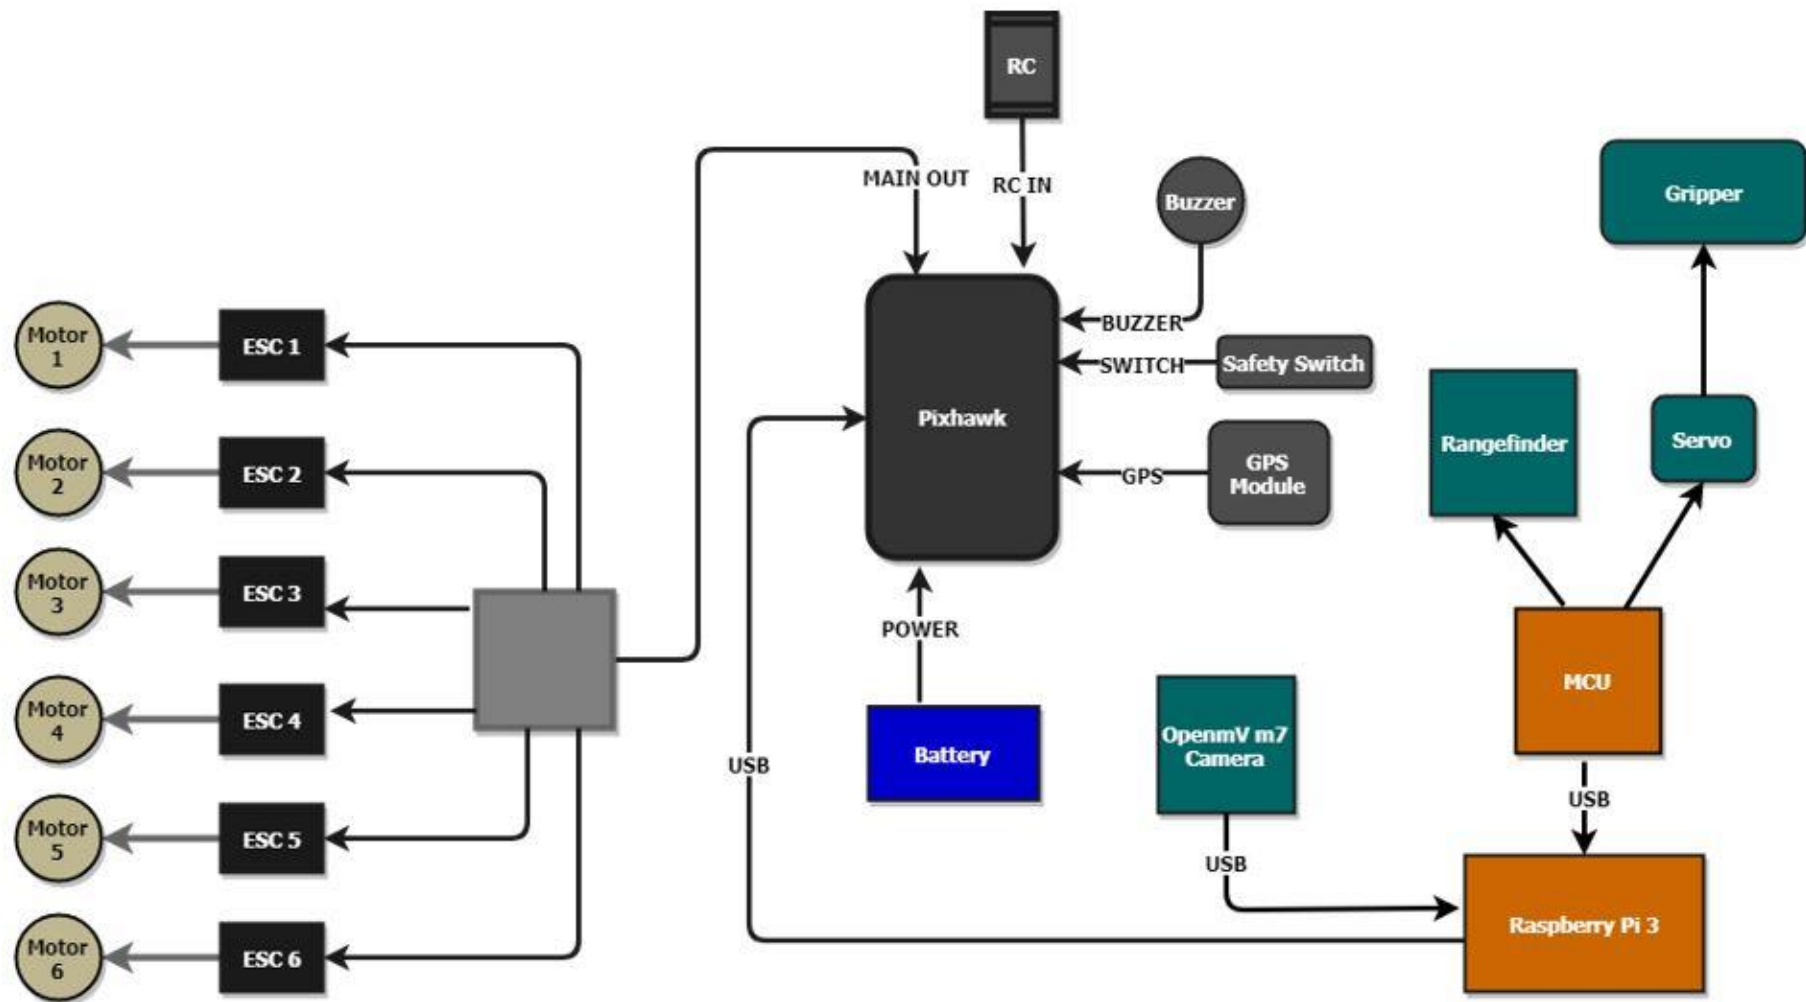 RC
MAIN OUT
RC IN
Buzzer
Gripper
BUZZER
SWITCH
Safety Switch
Pixhawk
GPS
GPS
Module
Rangefinder
Servo
Motor
1
ESC 1
Motor
2
ESC 2
Motor
3
ESC 3
Motor
4
ESC 4
Motor
5
ESC 5
Motor
6
ESC 6
POWER
Battery
USB
OpenmV m7
Camera
USB
MCU
USB
Raspberry Pi 3